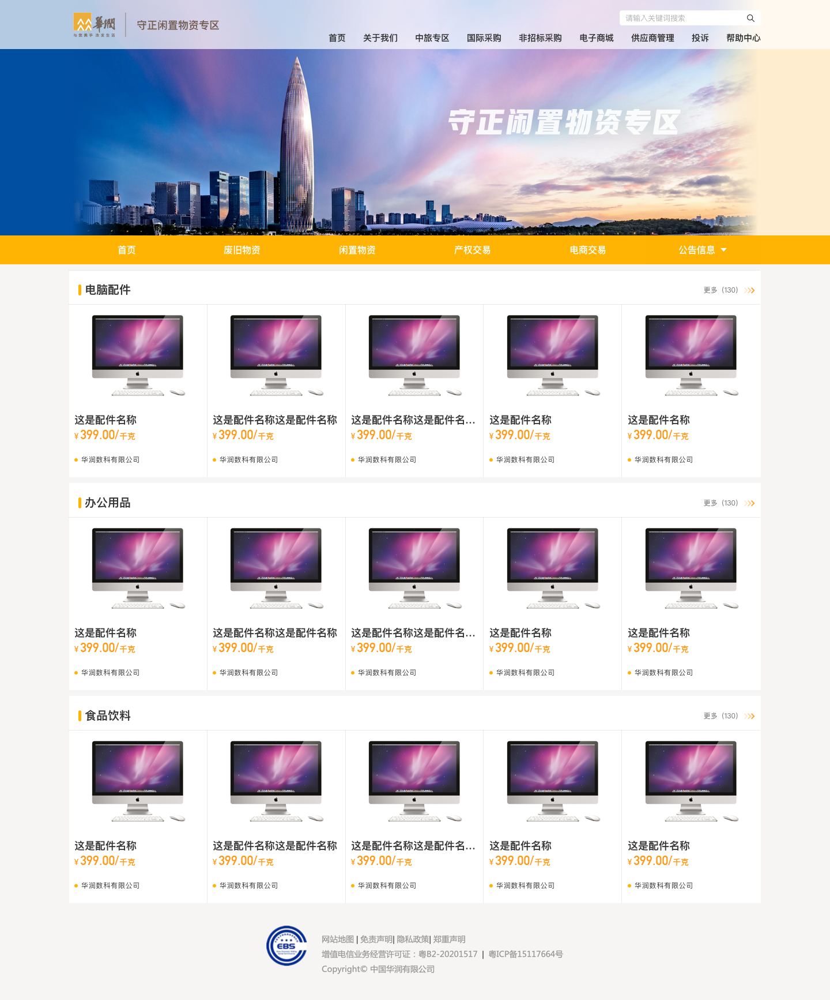 華潤
与您携手 改变生活
守正闲置物资专区
请输入关键词搜索
首页 关于我们 中旅专区 国际采购 非招标采购 电子商城 供应商管理 投诉 帮助中心
守正闲置物资专区
首页 废旧物资 闲置物资 产权交易 电商交易 公告信息
电脑配件 更多（130）
这是配件名称 这是配件名称这是配件名称 这是配件名称这是配件名... 这是配件名称 这是配件名称
¥ 399.00/千克 ¥ 399.00/千克 ¥ 399.00/千克 ¥ 399.00/千克 ¥ 399.00/千克
华润数科有限公司 华润数科有限公司 华润数科有限公司 华润数科有限公司 华润数科有限公司
办公用品 更多（130）
这是配件名称 这是配件名称这是配件名称 这是配件名称这是配件名... 这是配件名称 这是配件名称
¥ 399.00/千克 ¥ 399.00/千克 ¥ 399.00/千克 ¥ 399.00/千克 ¥ 399.00/千克
华润数科有限公司 华润数科有限公司 华润数科有限公司 华润数科有限公司 华润数科有限公司
食品饮料 更多（130）
这是配件名称 这是配件名称这是配件名称 这是配件名称这是配件名... 这是配件名称 这是配件名称
¥ 399.00/千克 ¥ 399.00/千克 ¥ 399.00/千克 ¥ 399.00/千克 ¥ 399.00/千克
华润数科有限公司 华润数科有限公司 华润数科有限公司 华润数科有限公司 华润数科有限公司
EBS
网站地图 | 免责声明| 隐私政策| 郑重声明
增值电信业务经营许可证：粤B2-20201517 | 粤ICP备15117664号
Copyright© 中国华润有限公司